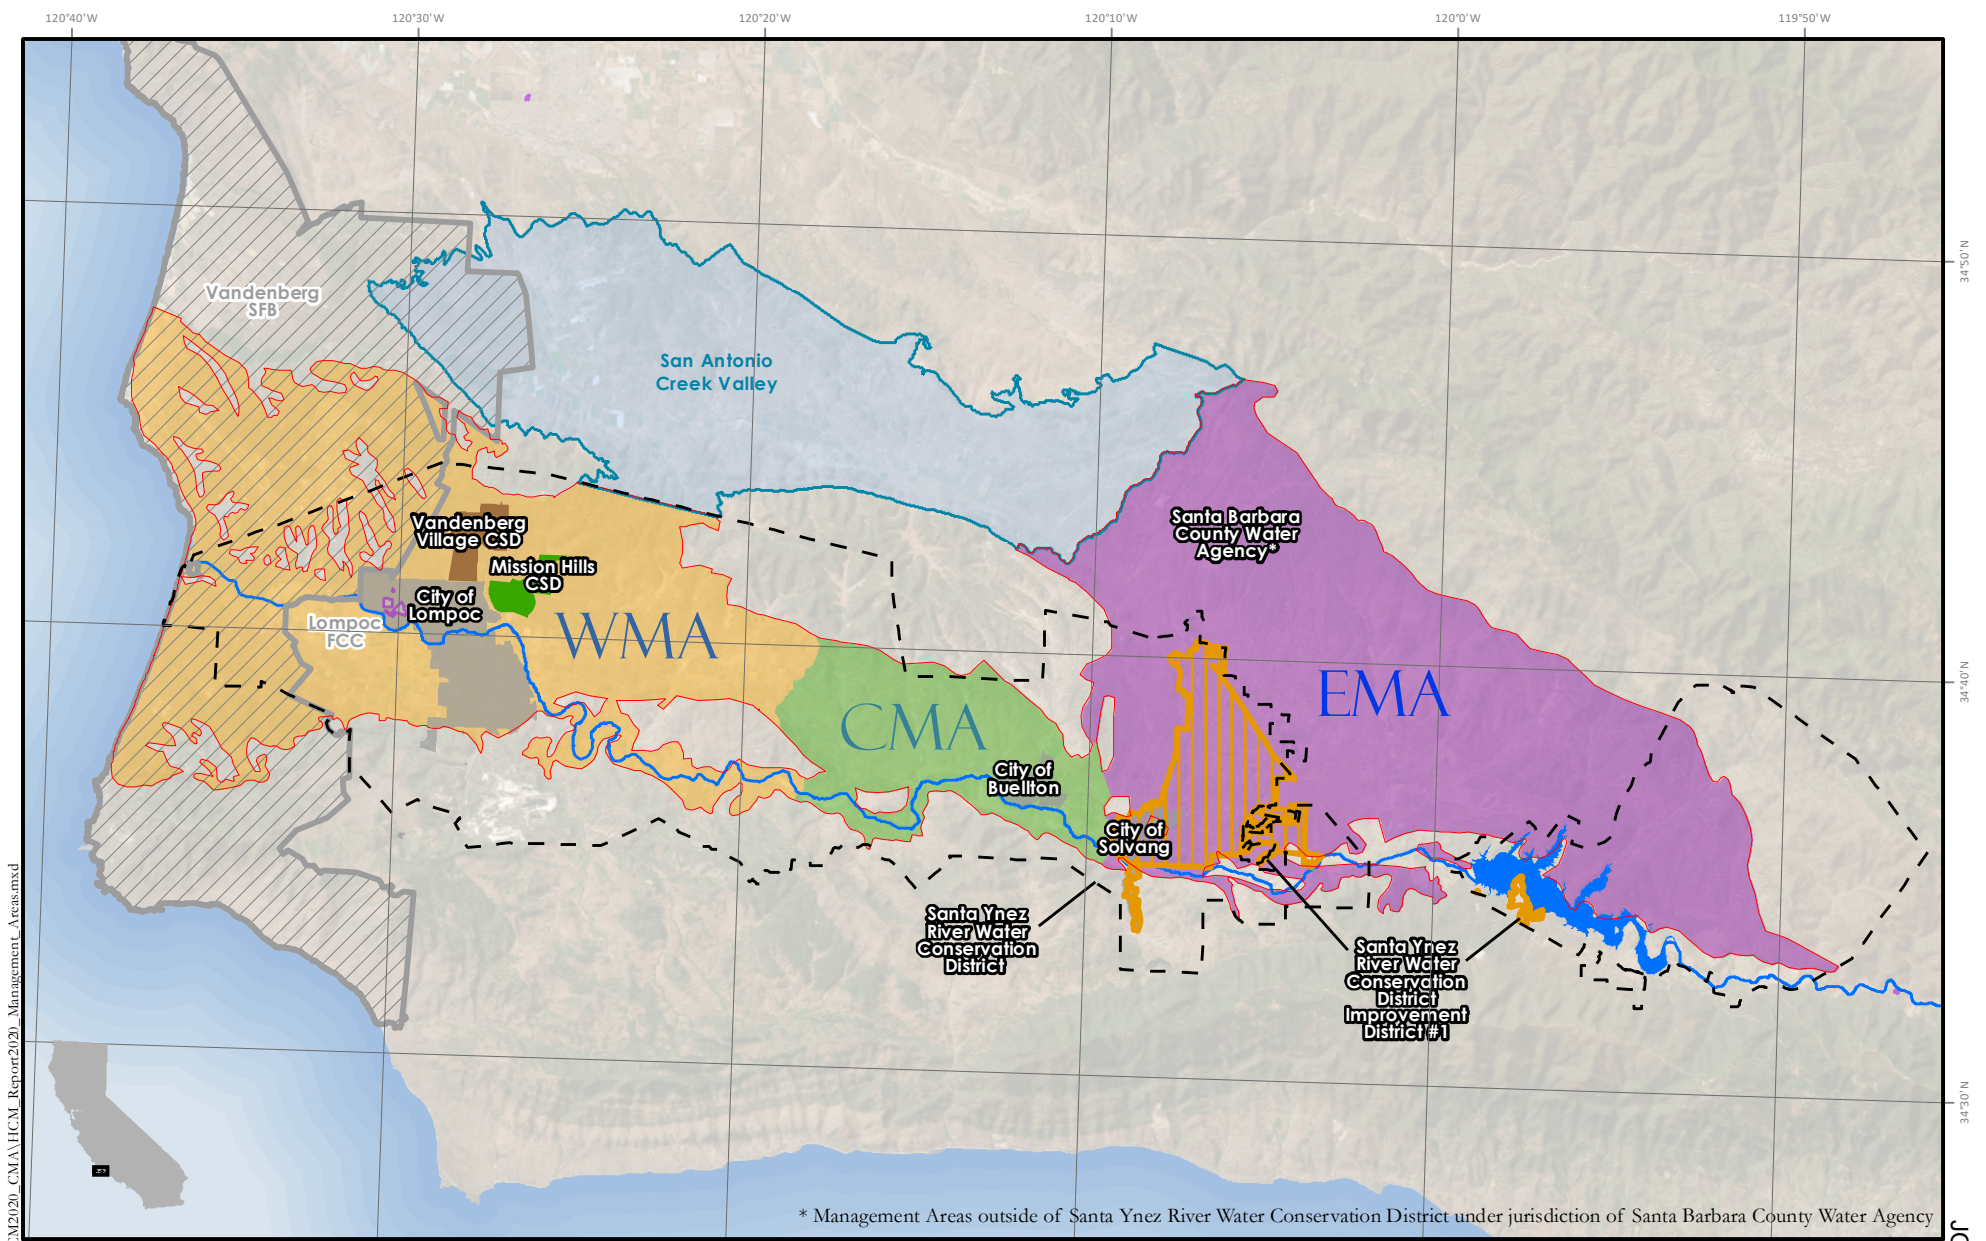 120°40'W
120°30'W
120°20'W
120°10'W
120°0'W
119°50'W
34°50'N
34°40'N
34°30'N
Vandenberg
SFB
San Antonio
Creek Valley
Santa Barbara
County Water
Agency*
Vandenberg
Village CSD
Mission Hills
CSD
City of
Lompoc
Lompoc
FCC
WMA
CMA
EMA
City of
Buellton
City of
Solvang
Santa Ynez
River Water
Conservation
District
Santa Ynez
River Water
Conservation
District
Improvement
District #1
* Management Areas outside of Santa Ynez River Water Conservation District under jurisdiction of Santa Barbara County Water Agency
M2020_CMA\HCM_Report2020_Management_Areas.mxd